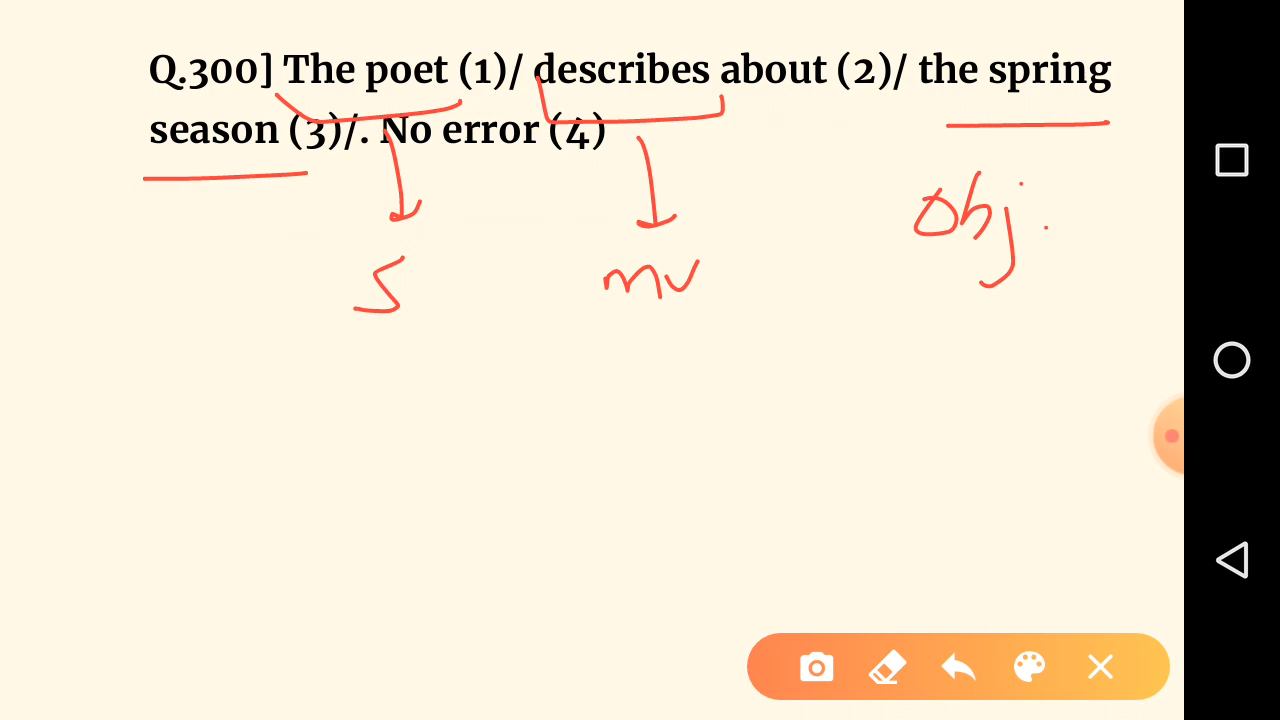 Q.300] The poet (1)/ describes about (2)/ the spring
season (3)/. No error (4)
Obj.
S
mv